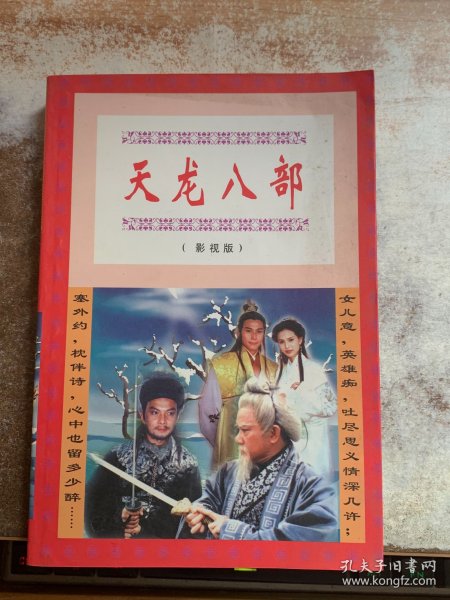 天龙八部
（影视版）
女儿意，英雄痴，吐尽恩义情深几许，
塞外约，枕伴诗，心中也留多少醉……
孔夫子旧书网
www.kongfz.com